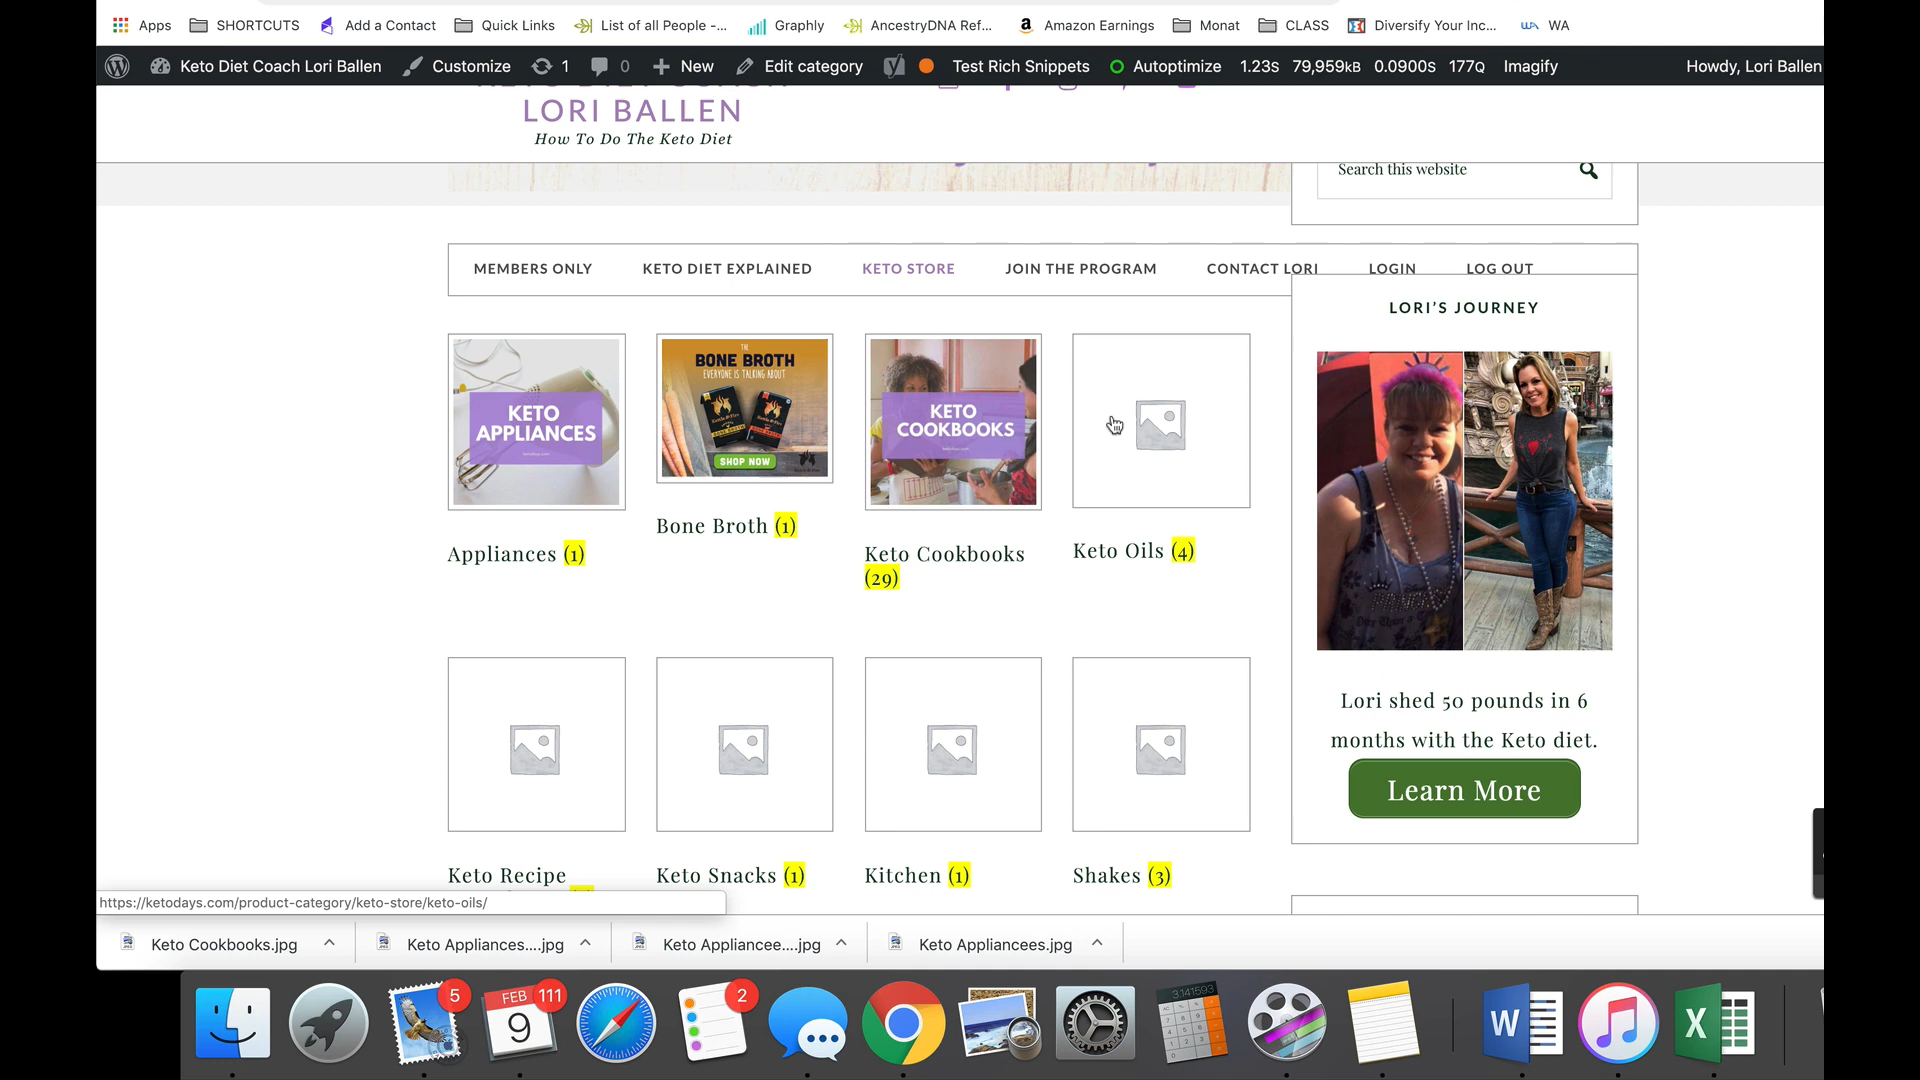 Apps SHORTCUTS Add a Contact Quick Links List of all People -... Graphly AncestryDNA Ref... Amazon Earnings Monat CLASS Diversify Your Inc... WA
Keto Diet Coach Lori Ballen Customize 1 0 New Edit category Test Rich Snippets Autoptimize 1.23s 79,959kB 0.0900s 177Q Imagify Howdy, Lori Ballen
LORI BALLEN
How To Do The Keto Diet
Search this website
MEMBERS ONLY KETO DIET EXPLAINED KETO STORE JOIN THE PROGRAM CONTACT LORI LOGIN LOG OUT
LORI'S JOURNEY
KETO
APPLIANCES
THE
BONE BROTH
EVERYONE IS TALKING ABOUT
BONE BROTH
SHOP NOW
KETO
COOKBOOKS
Appliances (1)
Bone Broth (1)
Keto Cookbooks
(29)
Keto Oils (4)
Lori shed 50 pounds in 6
months with the Keto diet.
Learn More
Keto Recipe
Keto Snacks (1)
Kitchen (1)
Shakes (3)
https://ketodays.com/product-category/keto-store/keto-oils/
Keto Cookbooks.jpg Keto Appliances....jpg Keto Appliancee....jpg Keto Appliancees.jpg
5
FEB
9
111
2
3.141593
W
X